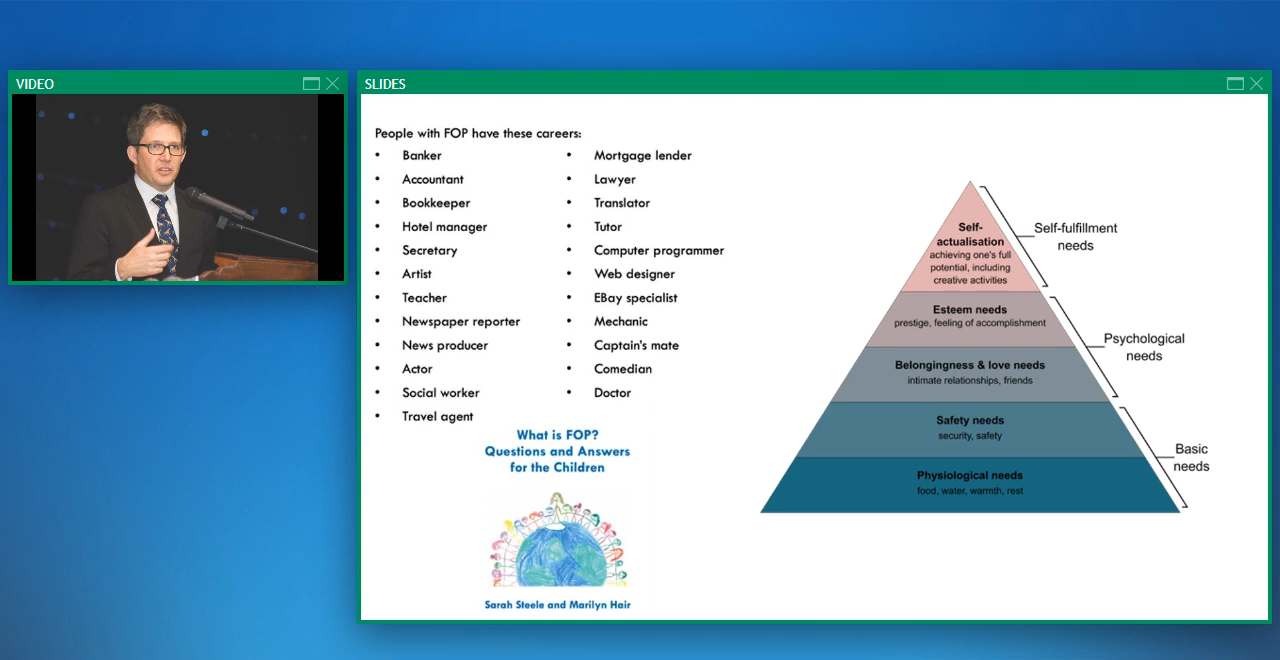 VIDEO
SLIDES
People with FOP have these careers:
• Banker
• Accountant
• Bookkeeper
• Hotel manager
• Secretary
• Artist
• Teacher
• Newspaper reporter
• News producer
• Actor
• Social worker
• Travel agent
• Mortgage lender
• Lawyer
• Translator
• Tutor
• Computer programmer
• Web designer
• EBay specialist
• Mechanic
• Captain's mate
• Comedian
• Doctor
What is FOP?
Questions and Answers
for the Children
Sarah Steele and Marilyn Hair
Self-
actualisation
achieving one's full
potential, including
creative activities
Esteem needs
prestige, feeling of accomplishment
Belongingness & love needs
intimate relationships, friends
Safety needs
security, safety
Physiological needs
food, water, warmth, rest
Self-fulfillment
needs
Psychological
needs
Basic
needs